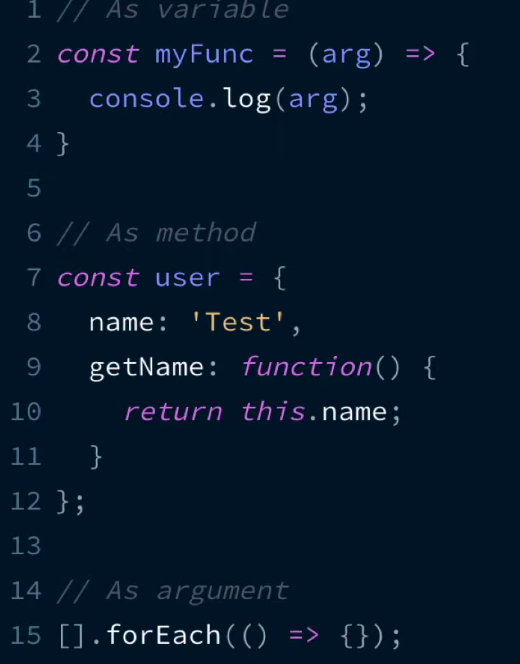 1 // As variable
2 const myFunc = (arg) => {
3   console.log(arg);
4 }
5
6 // As method
7 const user = {
8   name: 'Test',
9   getName: function() {
10     return this.name;
11   }
12 };
13
14 // As argument
15 [].forEach(() => {});